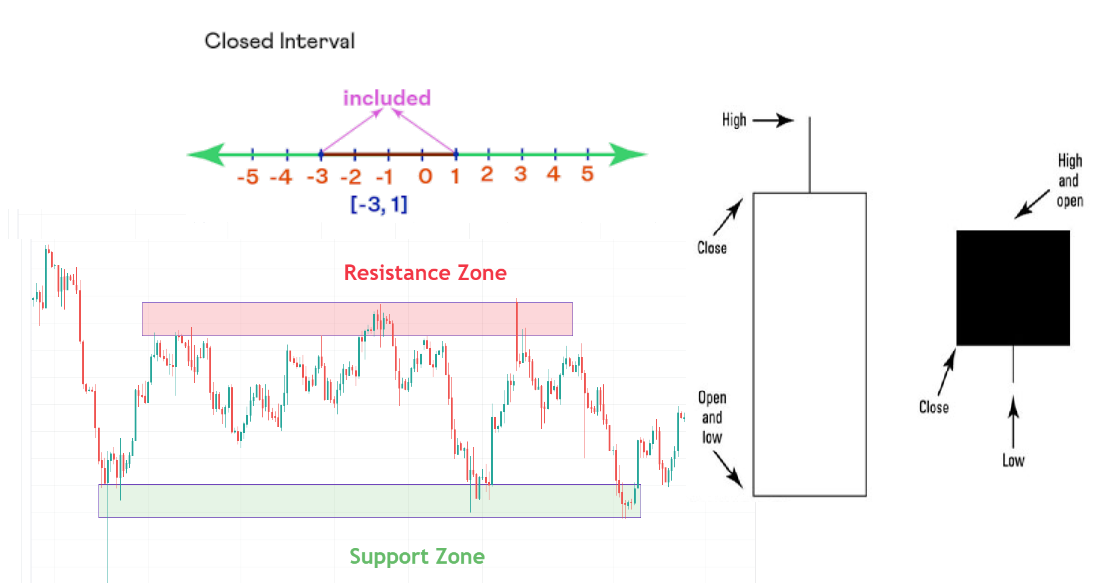 Closed Interval
included
-5 -4 -3 -2 -1 0 1 2 3 4 5
[-3, 1]
Resistance Zone
Support Zone
High
Close
Open
and
low
High
and
open
Close
Low